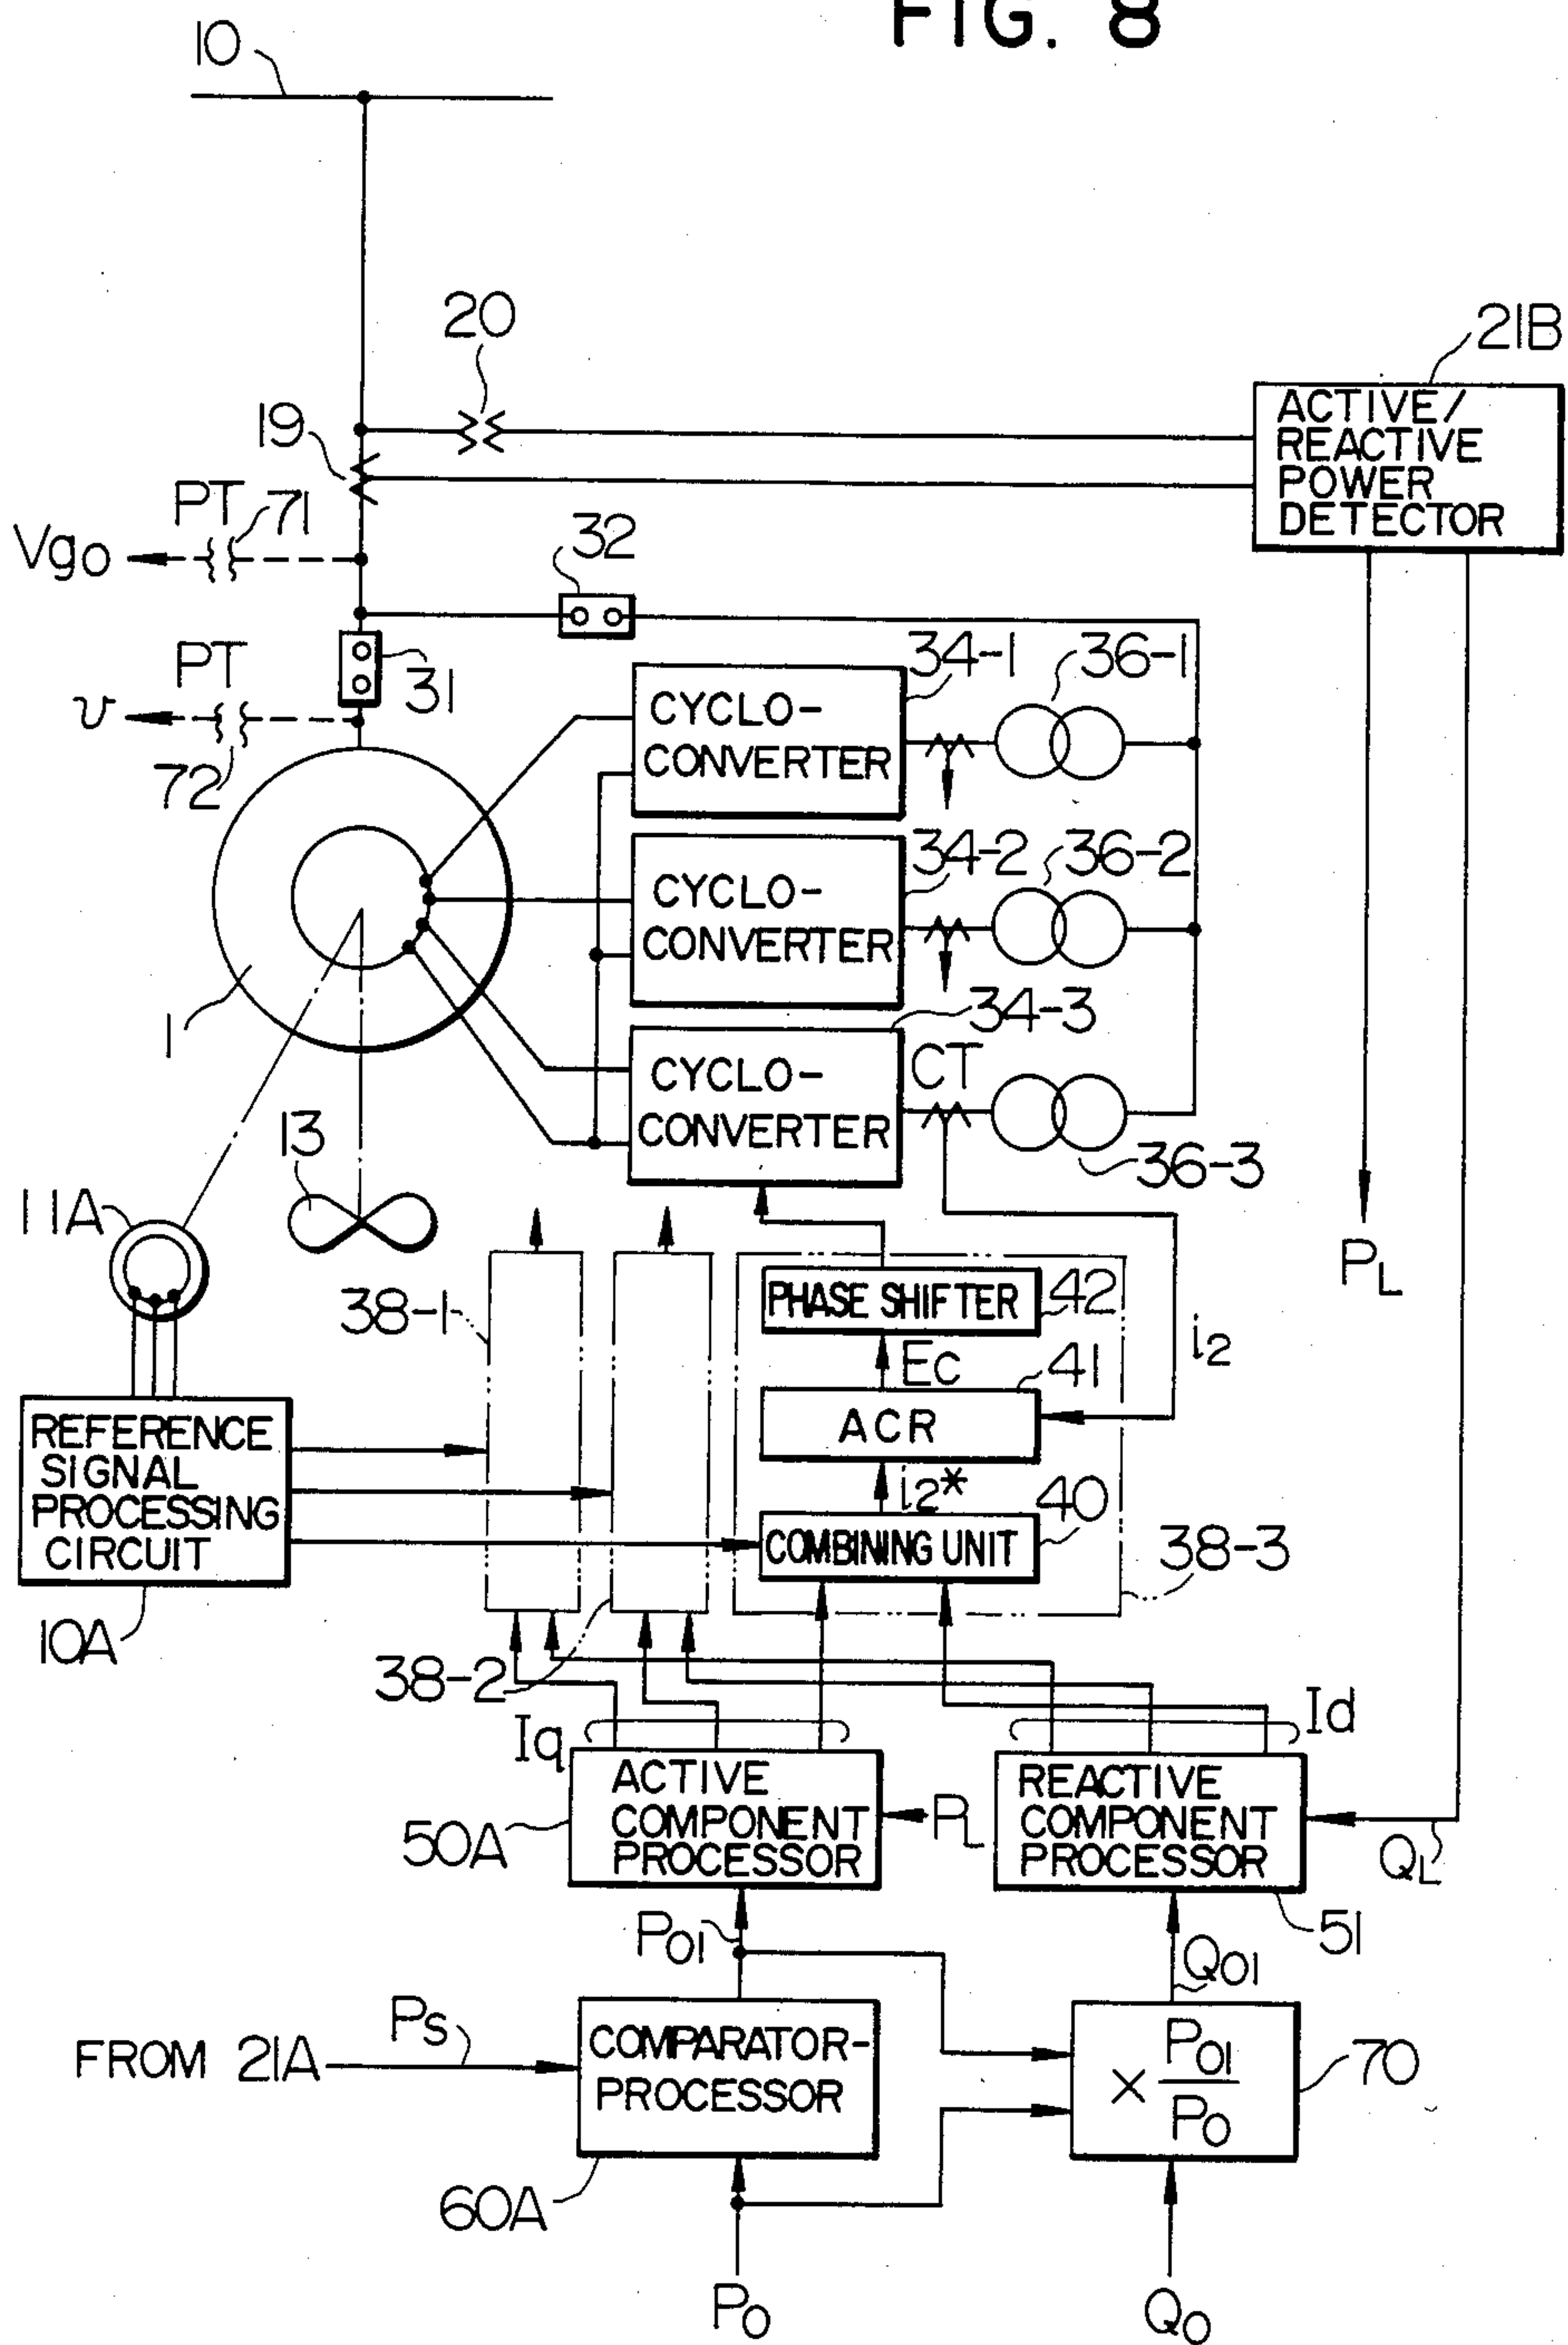 FIG. 8
10
20
21B
19
ACTIVE/
REACTIVE
POWER
DETECTOR
PT
71
Vgo
32
PT
31
v
72
34-1
36-1
CYCLO-
CONVERTER
34-2
36-2
CYCLO-
CONVERTER
1
34-3
CT
CYCLO-
CONVERTER
36-3
13
11A
PL
38-1
PHASE SHIFTER
42
i2
Ec
41
ACR
REFERENCE
SIGNAL
PROCESSING
CIRCUIT
i2*
40
COMBINING UNIT
38-3
10A
38-2
Iq
Id
ACTIVE
COMPONENT
PROCESSOR
PL
REACTIVE
COMPONENT
PROCESSOR
50A
QL
51
P01
Q01
FROM 21A
Ps
COMPARATOR-
PROCESSOR
× P01
P0
70
60A
P0
Q0